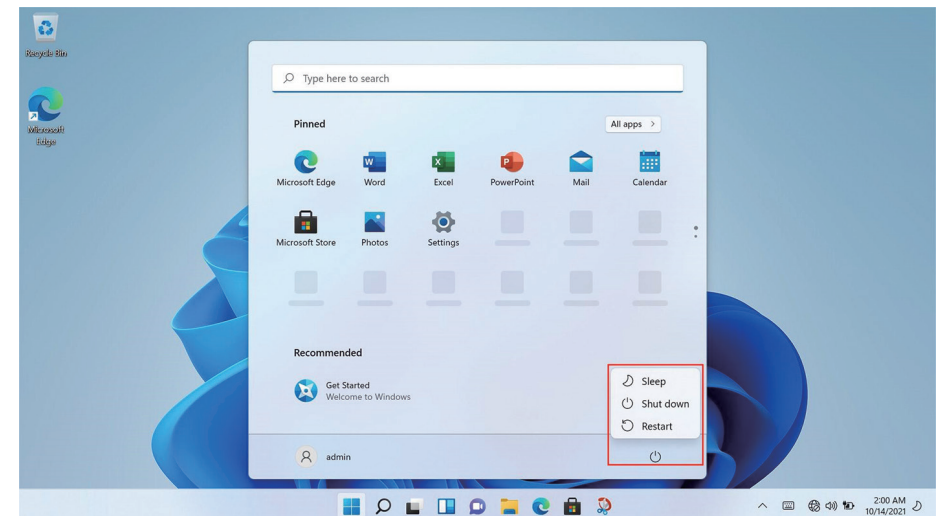 Recycle Bin
Microsoft
Edge
Type here to search
Pinned
All apps >
Microsoft Edge
Word
Excel
PowerPoint
Mail
Calendar
Microsoft Store
Photos
Settings
Recommended
Get Started
Welcome to Windows
Sleep
Shut down
Restart
admin
2:00 AM
10/14/2021